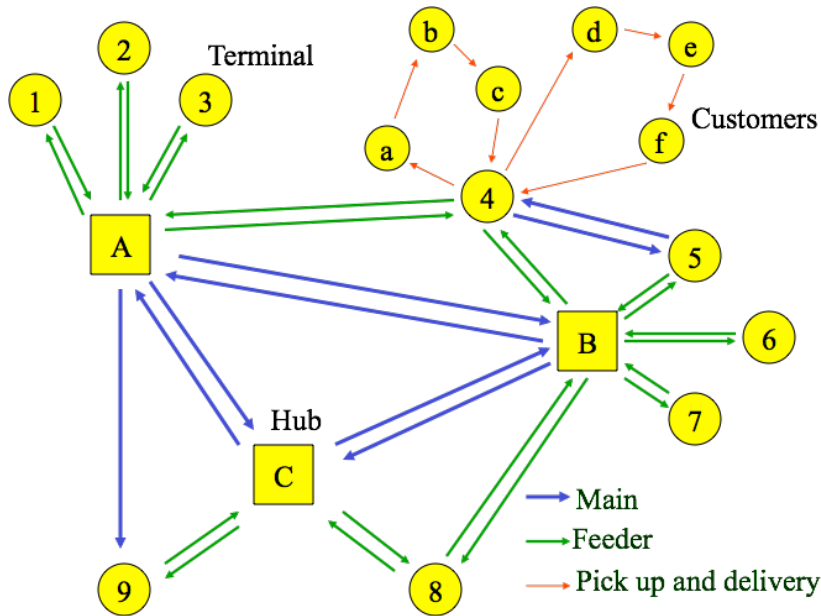 b
d
e
2
Terminal
1
3
c
Customers
a
f
4
A
5
B
6
Hub
7
C
Main
Feeder
9
8
Pick up and delivery